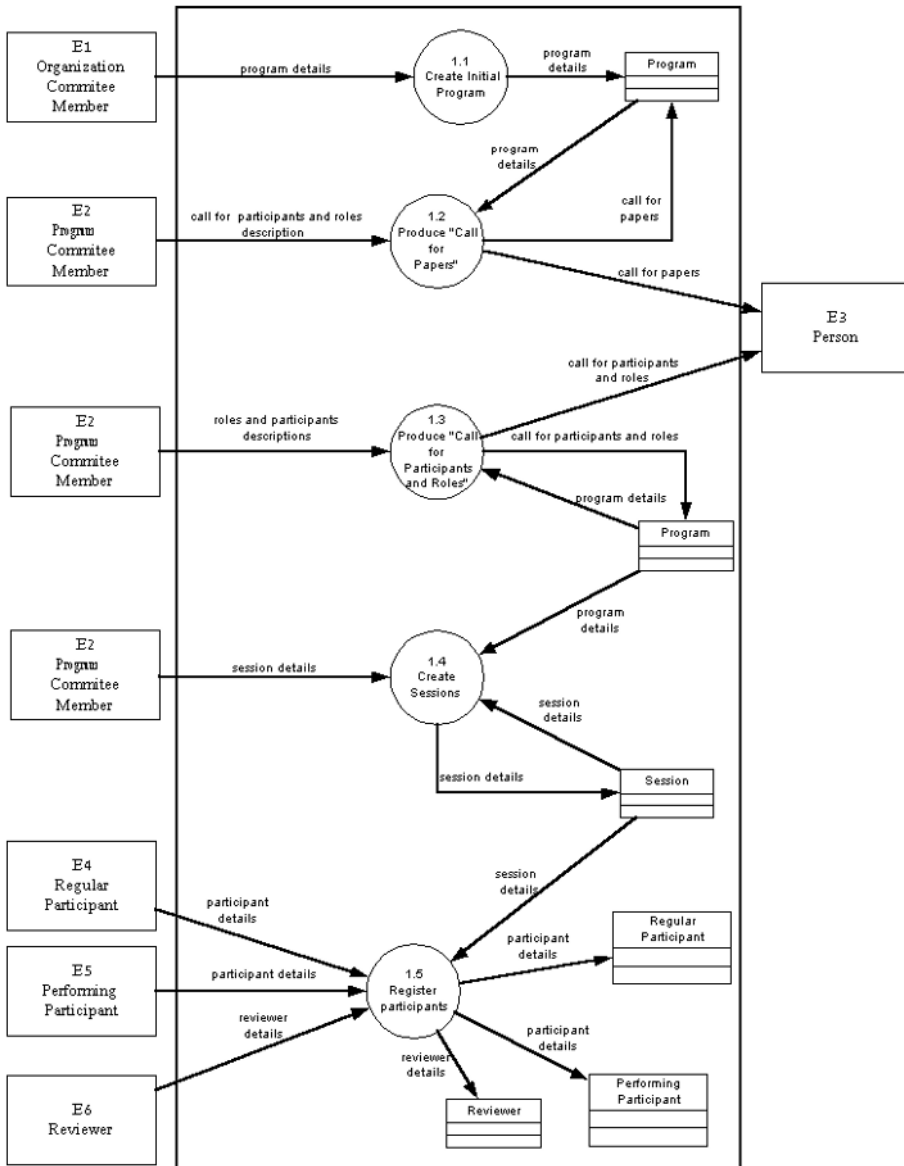 E1
Organization
Commitee
Member
program details
1.1
Create Initial
Program
program
details
Program
program
details
E2
Program
Commitee
Member
call for participants and roles
description
1.2
Produce "Call
for
Papers"
call for
papers
call for papers
E3
Person
call for participants
and roles
E2
Program
Commitee
Member
roles and participants
descriptions
1.3
Produce "Call
for
Participants
and Roles"
call for participants and roles
program details
Program
program
details
E2
Program
Commitee
Member
session details
1.4
Create
Sessions
session
details
session details
Session
E4
Regular
Participant
participant
details
session
details
Regular
Participant
E5
Performing
Participant
participant details
1.5
Register
participants
participant
details
reviewer
details
participant
details
reviewer
details
E6
Reviewer
Reviewer
Performing
Participant